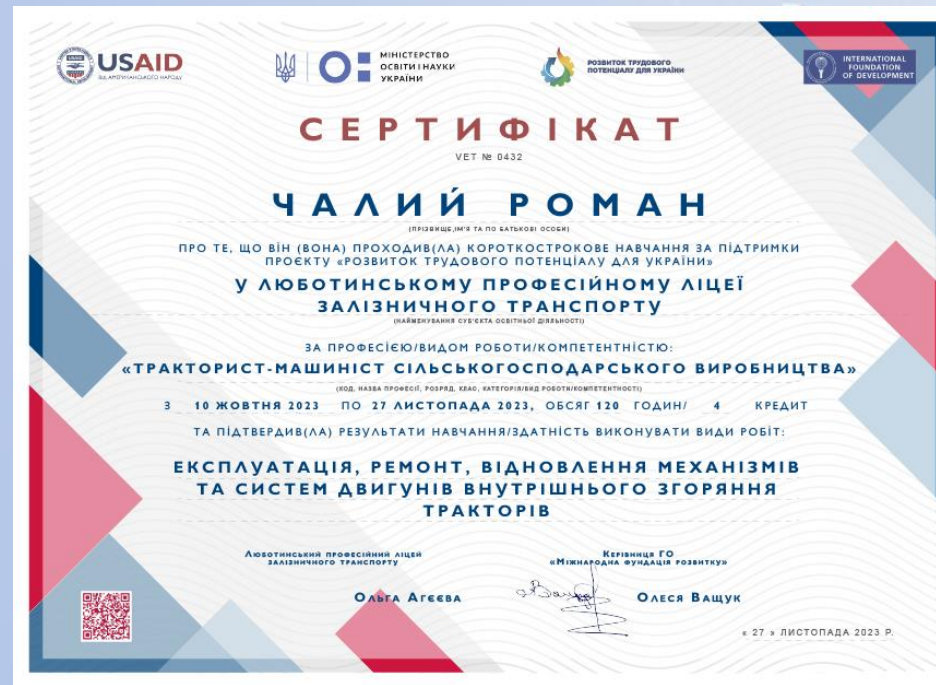 USAID
ВІД АМЕРИКАНСЬКОГО НАРОДУ
МІНІСТЕРСТВО
ОСВІТИ І НАУКИ
УКРАЇНИ
РОЗВИТОК ТРУДОВОГО
ПОТЕНЦІАЛУ ДЛЯ УКРАЇНИ
INTERNATIONAL
FOUNDATION
OF DEVELOPMENT
СЕРТИФІКАТ
VET № 0432
ЧАЛИЙ РОМАН
(ПРІЗВИЩЕ,ІМ'Я ТА ПО БАТЬКОВІ ОСОБИ)
ПРО ТЕ, ЩО ВІН (ВОНА) ПРОХОДИВ(ЛА) КОРОТКОСТРОКОВЕ НАВЧАННЯ ЗА ПІДТРИМКИ
ПРОЄКТУ «РОЗВИТОК ТРУДОВОГО ПОТЕНЦІАЛУ ДЛЯ УКРАЇНИ»
У ЛЮБОТИНСЬКОМУ ПРОФЕСІЙНОМУ ЛІЦЕЇ
ЗАЛІЗНИЧНОГО ТРАНСПОРТУ
(НАЙМЕНУВАННЯ СУБ'ЄКТА ОСВІТНЬОЇ ДІЯЛЬНОСТІ)
ЗА ПРОФЕСІЄЮ/ВИДОМ РОБОТИ/КОМПЕТЕНТНІСТЮ:
«ТРАКТОРИСТ-МАШИНІСТ СІЛЬСЬКОГОСПОДАРСЬКОГО ВИРОБНИЦТВА»
(КОД, НАЗВА ПРОФЕСІЇ, РОЗРЯД, КЛАС, КАТЕГОРІЯ/ВИД РОБОТИ/КОМПЕТЕНТНОСТІ)
З 10 ЖОВТНЯ 2023 ПО 27 ЛИСТОПАДА 2023, ОБСЯГ 120 ГОДИН/ 4 КРЕДИТ
ТА ПІДТВЕРДИВ(ЛА) РЕЗУЛЬТАТИ НАВЧАННЯ/ЗДАТНІСТЬ ВИКОНУВАТИ ВИДИ РОБІТ:
ЕКСПЛУАТАЦІЯ, РЕМОНТ, ВІДНОВЛЕННЯ МЕХАНІЗМІВ
ТА СИСТЕМ ДВИГУНІВ ВНУТРІШНЬОГО ЗГОРЯННЯ
ТРАКТОРІВ
ЛЮБОТИНСЬКИЙ ПРОФЕСІЙНИЙ ЛІЦЕЙ
ЗАЛІЗНИЧНОГО ТРАНСПОРТУ
ОЛЬГА АГЄЄВА
КЕРІВНИЦЯ ГО
«МІЖНАРОДНА ФУНДАЦІЯ РОЗВИТКУ»
ОЛЕСЯ ВАЩУК
« 27 » ЛИСТОПАДА 2023 Р.